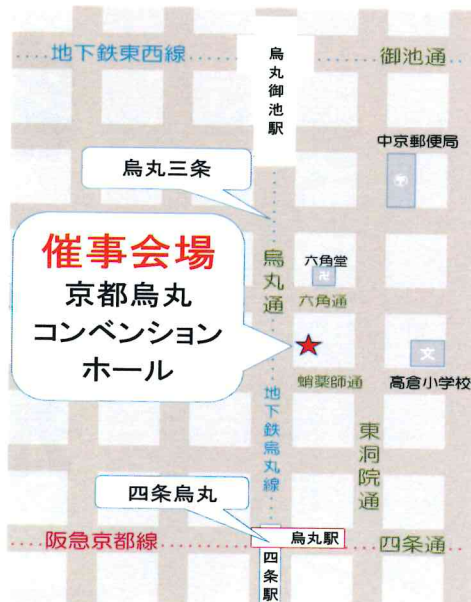 地下鉄東西線
烏丸御池駅
御池通
中京郵便局
烏丸三条
催事会場
京都烏丸
コンベンション
ホール
烏丸通
六角堂
卍
六角通
文
蛸薬師通
高倉小学校
地下鉄烏丸線
東洞院通
四条烏丸
阪急京都線
烏丸駅
四条駅
四条通